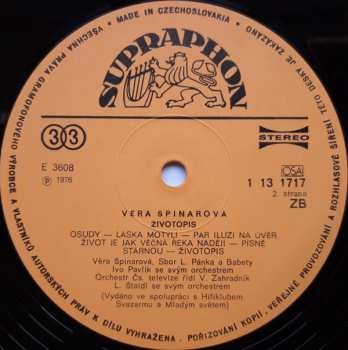 MADE IN CZECHOSLOVAKIA • VŠECHNA PRÁVA GRAMOFONOVÉHO VÝROBCE A VLASTNÍKŮ AUTORSKÝCH PRÁV K DÍLU VYHRAŽENA • POŘIZOVÁNÍ KOPIÍ, VEŘEJNÉ PROVOZOVÁNÍ A ROZHLASOVÉ ŠÍŘENÍ TÉTO DESKY JE ZAKÁZÁNO
SUPRAPHON
33
STEREO
E 3608
Ⓟ 1976
OSA
1 13 1717
2. strana
ZB
VĚRA ŠPINAROVÁ
ŽIVOTOPIS
OSUDY — LÁSKA MOTÝLÍ — PÁR ILUZÍ NA ÚVĚR
ŽIVOT JE JAK VĚČNÁ ŘEKA NADĚJÍ — PÍSNĚ
STÁRNOU — ŽIVOTOPIS
Věra Špinarová, Sbor L. Pánka a Babety
Ivo Pavlík se svým orchestrem
Orchestr Čs. televize řídí V. Zahradník
L. Štaidl se svým orchestrem
(Vydáno ve spolupráci s Hifiklubem
Svazarmu a Mladým světem)